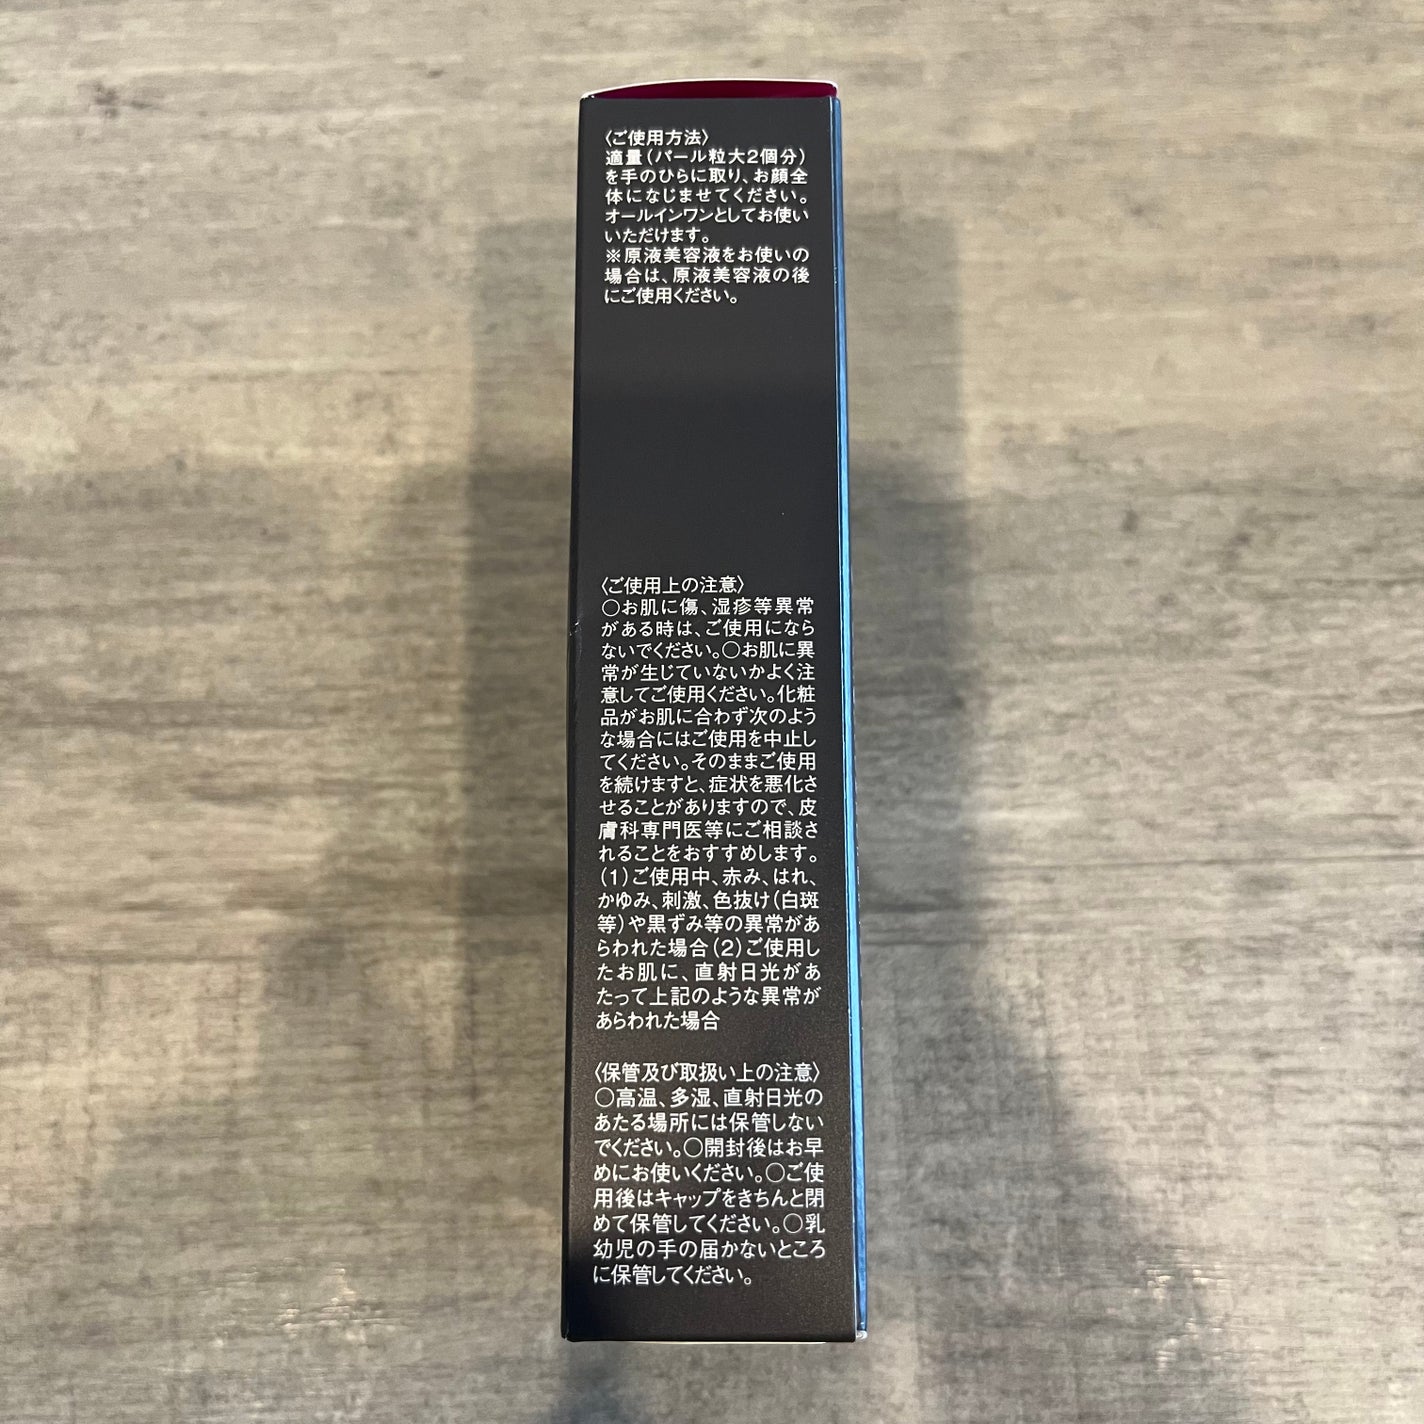 〈ご使用方法〉
適量(パール粒大2個分)
を手のひらに取り、お顔全
体になじませてください。
オールインワンとしてお使い
いただけます。
※原液美容液をお使いの
場合は、原液美容液の後
にご使用ください。
〈ご使用上の注意〉
○お肌に傷、湿疹等異常
がある時は、ご使用になら
ないでください。○お肌に異
常が生じていないかよく注
意してご使用ください。化粧
品がお肌に合わず次のよう
な場合にはご使用を中止し
てください。そのままご使用
を続けますと、症状を悪化さ
せることがありますので、皮
膚科専門医等にご相談さ
れることをおすすめします。
(1)ご使用中、赤み、はれ、
かゆみ、刺激、色抜け(白斑
等)や黒ずみ等の異常があ
らわれた場合(2)ご使用し
たお肌に、直射日光があ
たって上記のような異常が
あらわれた場合
〈保管及び取扱い上の注意〉
○高温、多湿、直射日光の
あたる場所には保管しない
でください。○開封後はお早
めにお使いください。○ご使
用後はキャップをきちんと閉
めて保管してください。○乳
幼児の手の届かないところ
に保管してください。